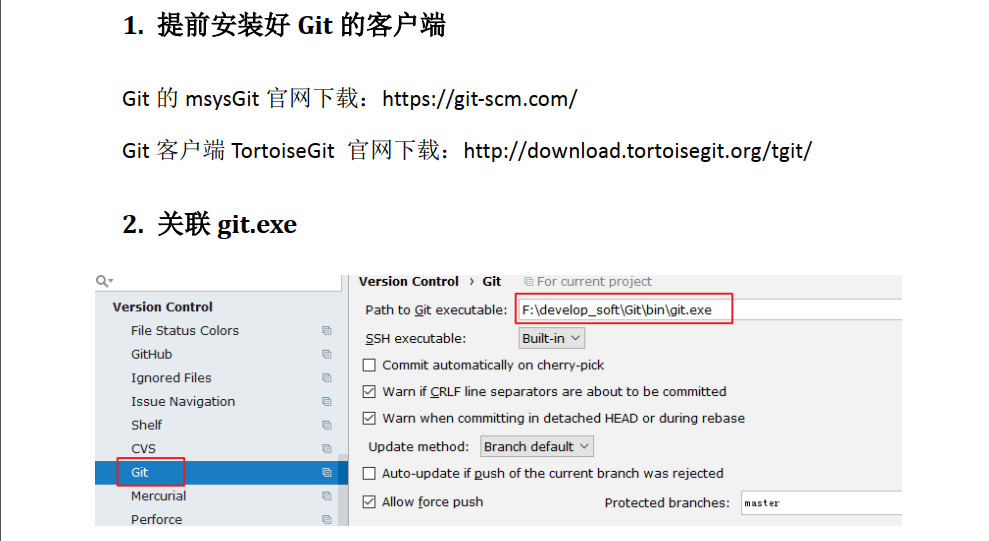 1. 提前安装好 Git 的客户端
Git 的 msysGit 官网下载：https://git-scm.com/
Git 客户端 TortoiseGit 官网下载：http://download.tortoisegit.org/tgit/
2. 关联 git.exe
Version Control
File Status Colors
GitHub
Ignored Files
Issue Navigation
Shelf
CVS
Git
Mercurial
Perforce
Version Control › Git For current project
Path to Git executable: F:\develop_soft\Git\bin\git.exe
SSH executable: Built-in
Commit automatically on cherry-pick
Warn if CRLF line separators are about to be committed
Warn when committing in detached HEAD or during rebase
Update method: Branch default
Auto-update if push of the current branch was rejected
Allow force push Protected branches: master